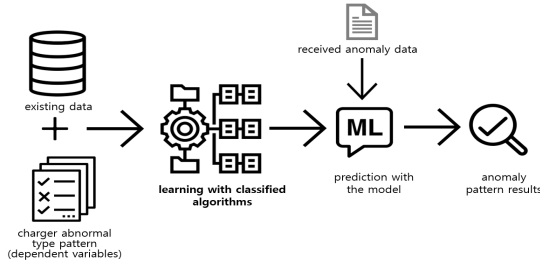 received anomaly data
existing data
ML
learning with classified
algorithms
prediction with
the model
anomaly
pattern results
charger abnormal
type pattern
(dependent variables)